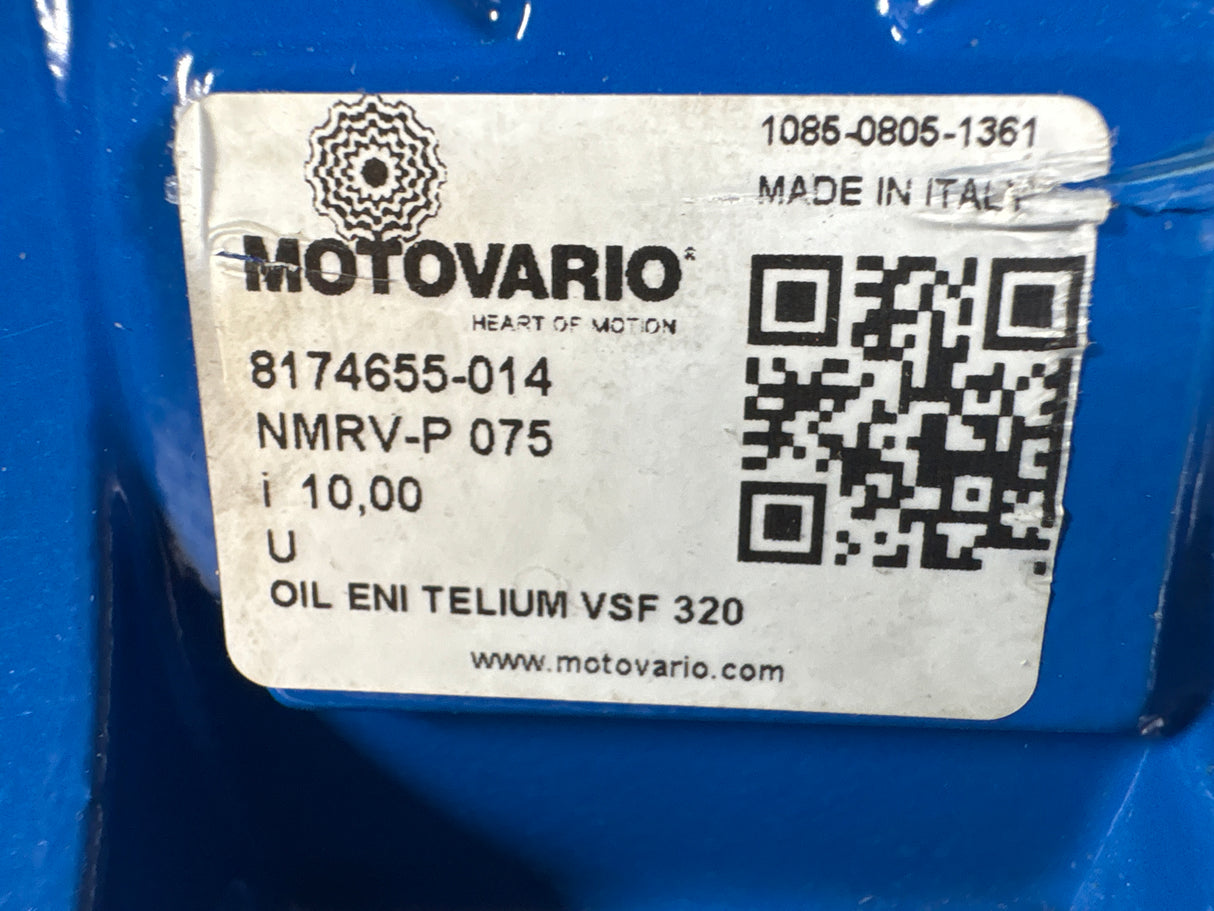 1085-0805-1361
MADE IN ITALY
MOTOVARIO®
HEART OF MOTION
8174655-014
NMRV-P 075
i 10,00
U
OIL ENI TELIUM VSF 320
www.motovario.com